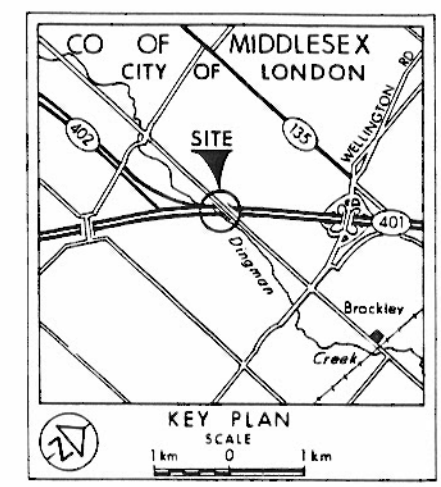 CO OF MIDDLESEX
CITY OF LONDON
WELLINGTON RD
402
SITE
135
401
Dingman
Brockley
Creek
KEY PLAN
SCALE
1 km 0 1 km
N